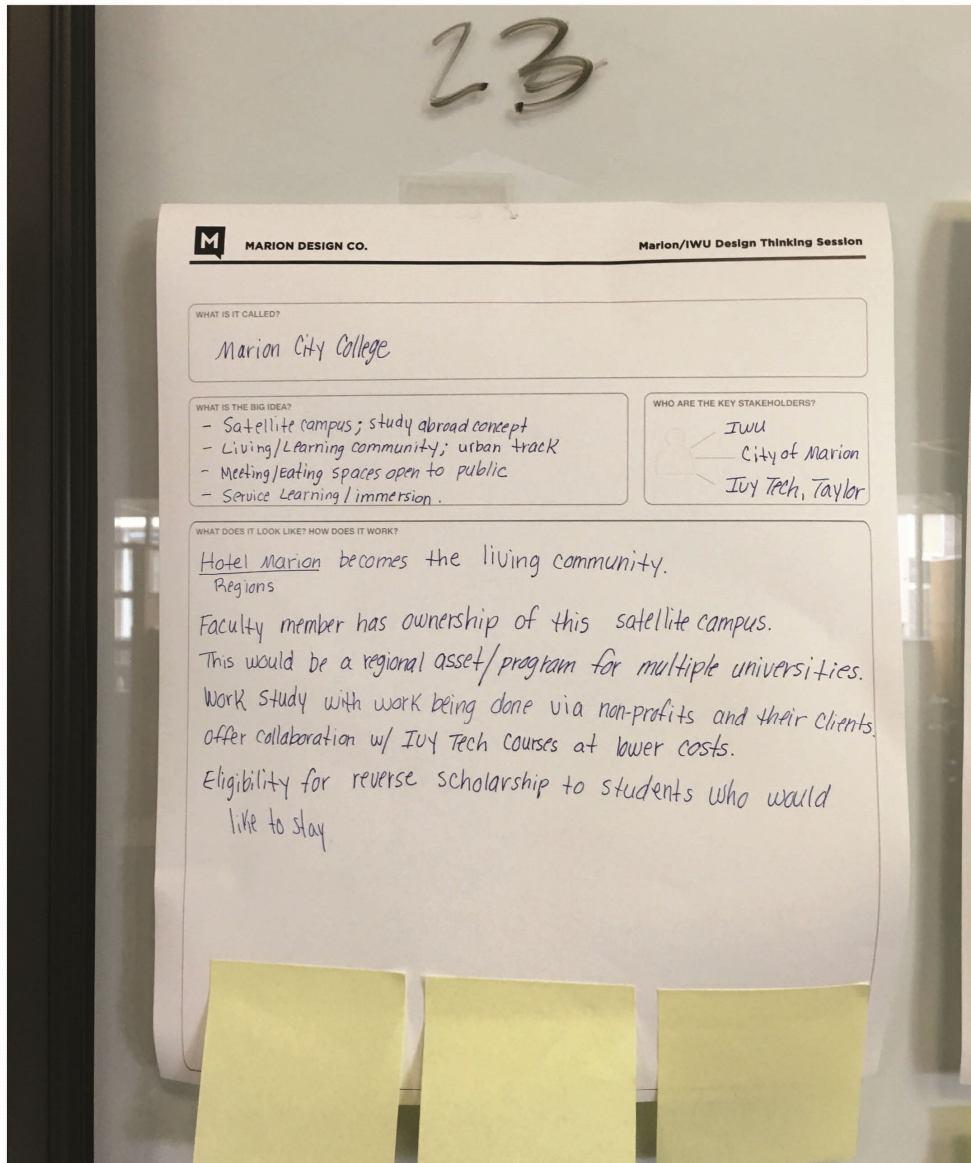 23
M MARION DESIGN CO. Marion/IWU Design Thinking Session
WHAT IS IT CALLED?
Marion City College
WHAT IS THE BIG IDEA?
- Satellite campus; study abroad concept
- Living/Learning community; urban track
- Meeting/Eating spaces open to public
- Service Learning/immersion.
WHO ARE THE KEY STAKEHOLDERS?
IWU
City of Marion
Ivy Tech, Taylor
WHAT DOES IT LOOK LIKE? HOW DOES IT WORK?
Hotel Marion becomes the living community.
Regions
Faculty member has ownership of this satellite campus.
This would be a regional asset/program for multiple universities.
Work study with work being done via non-profits and their clients.
Offer collaboration w/ Ivy Tech Courses at lower costs.
Eligibility for reverse scholarship to students who would
like to stay